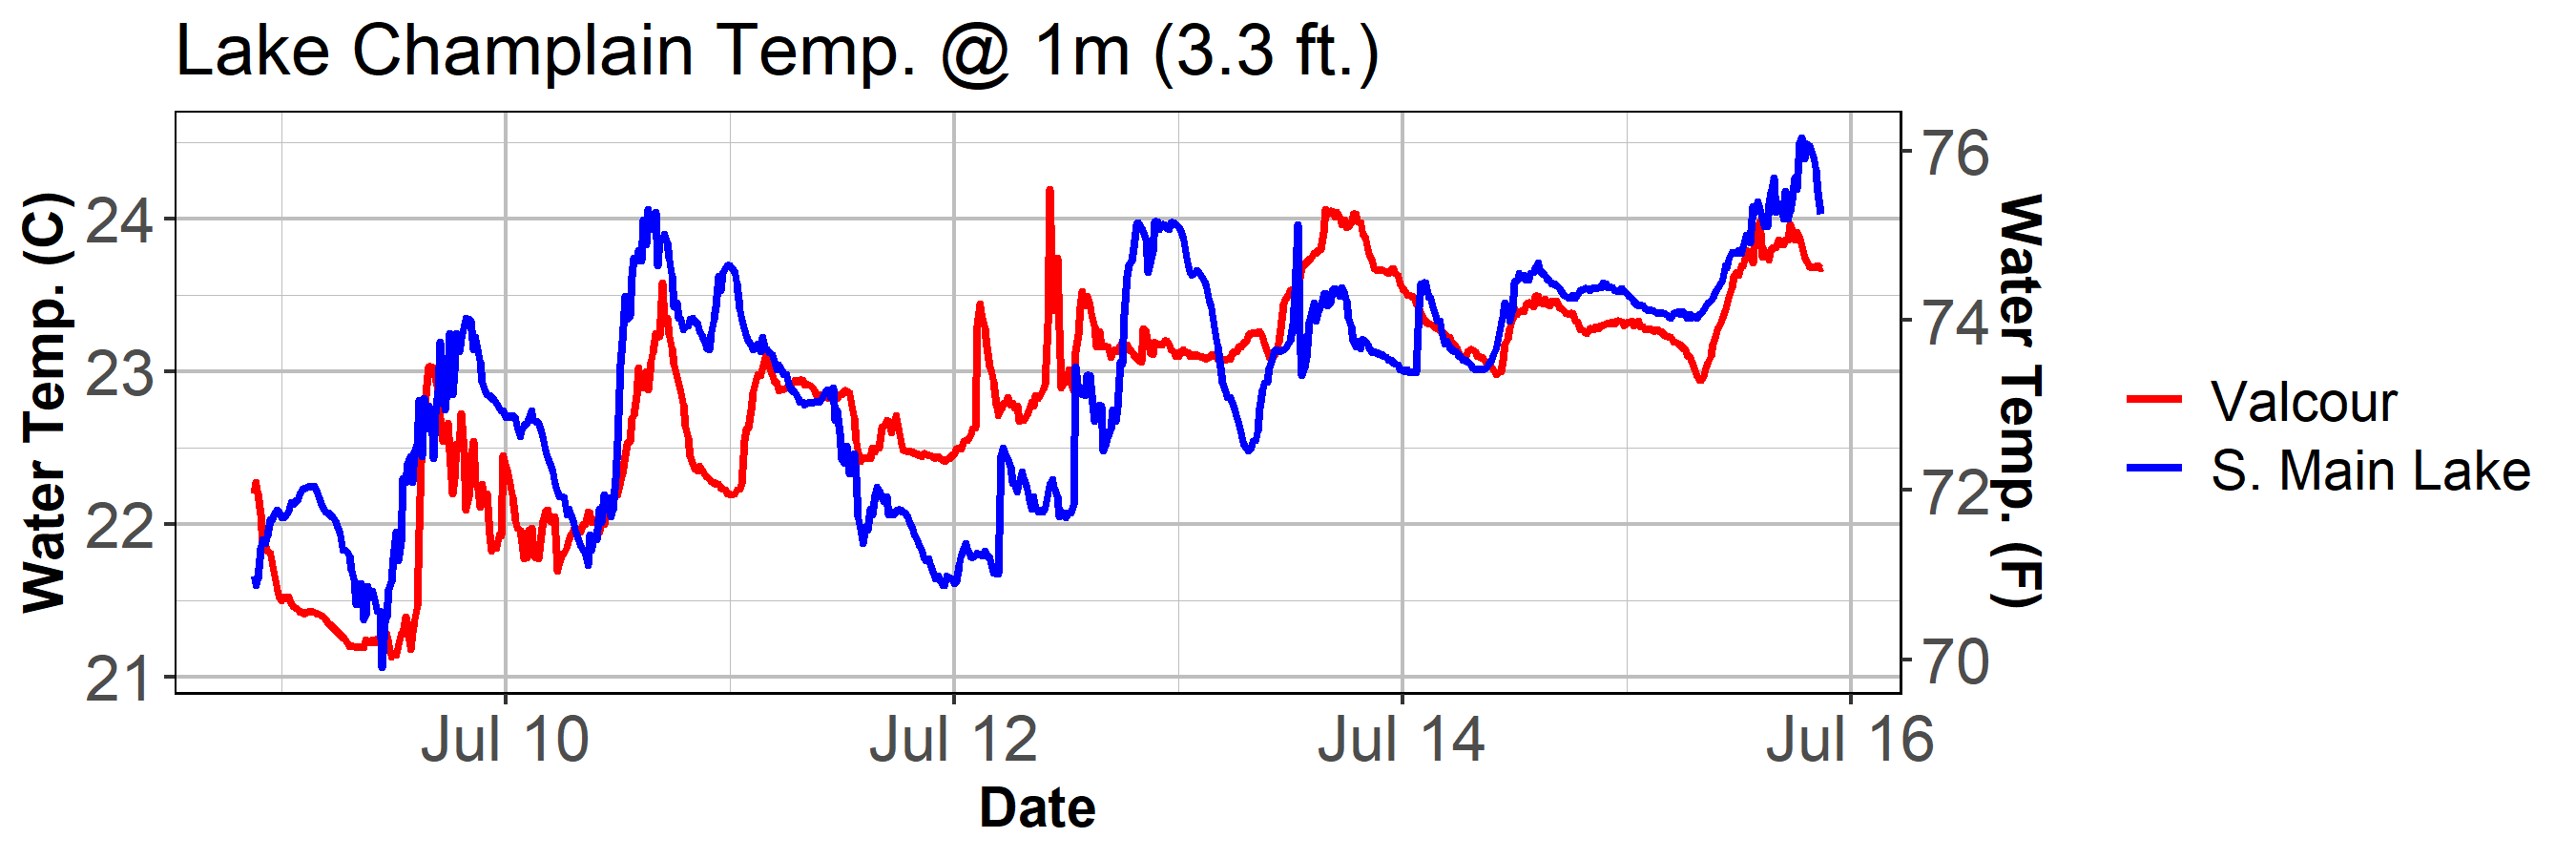 Lake Champlain Temp. @ 1m (3.3 ft.)
Water Temp. (C)
24
23
22
21
76
74
72
70
Water Temp. (F)
Jul 10
Jul 12
Jul 14
Jul 16
Date
Valcour
S. Main Lake